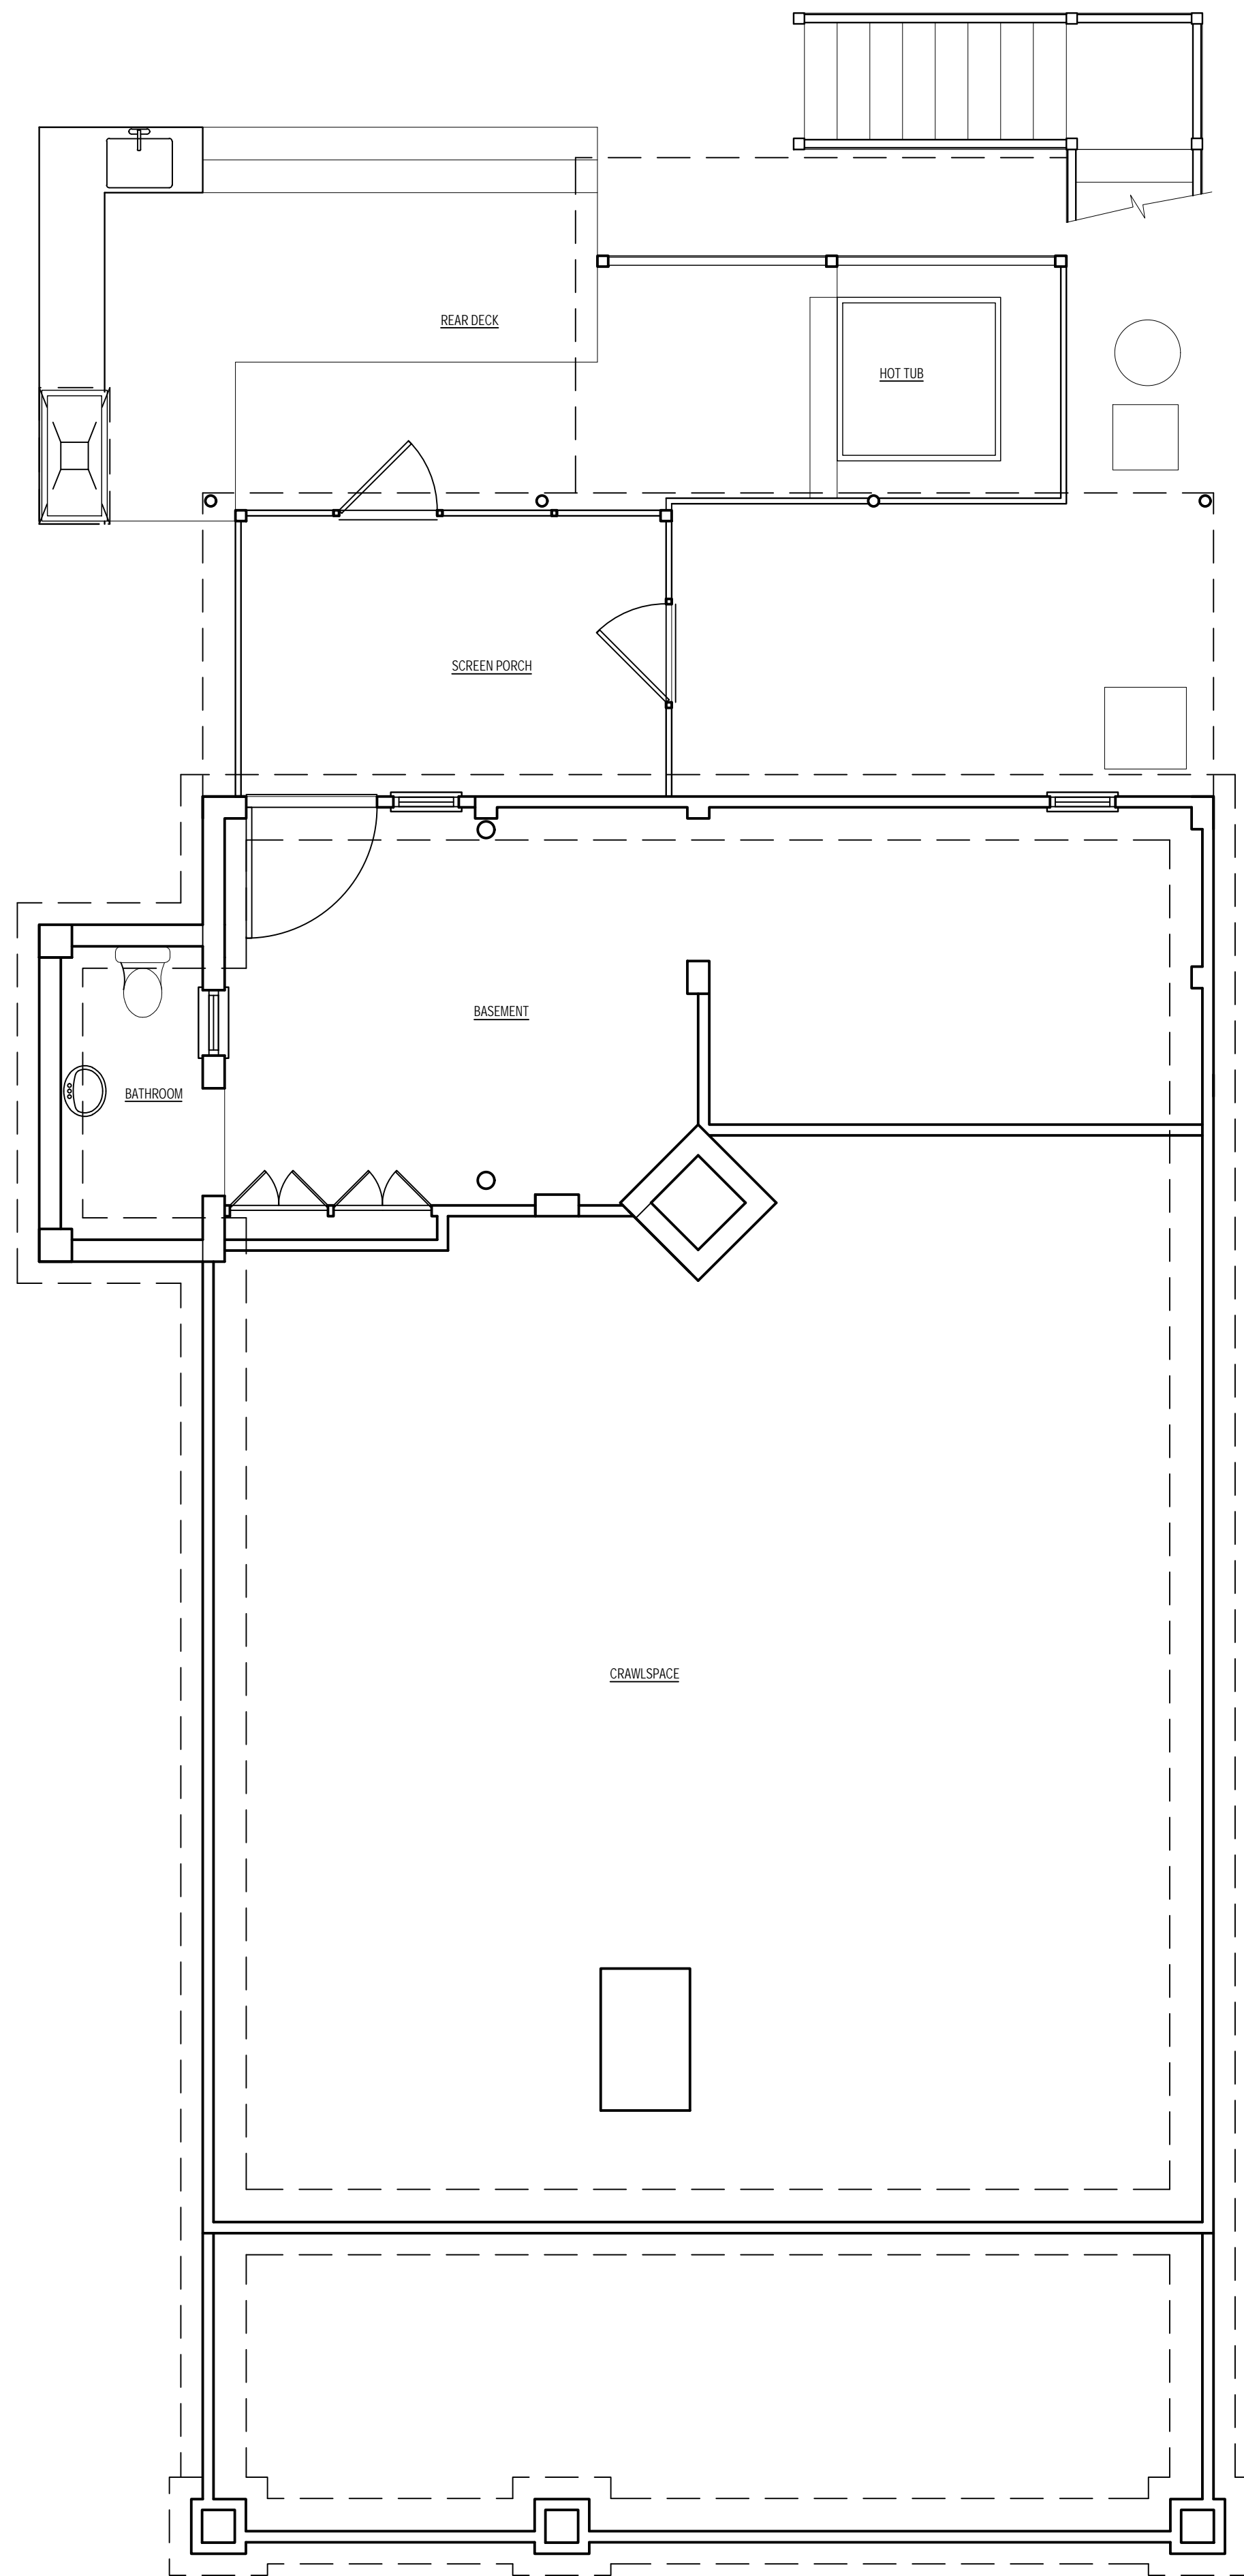 REAR DECK
HOT TUB
SCREEN PORCH
BASEMENT
BATHROOM
CRAWLSPACE